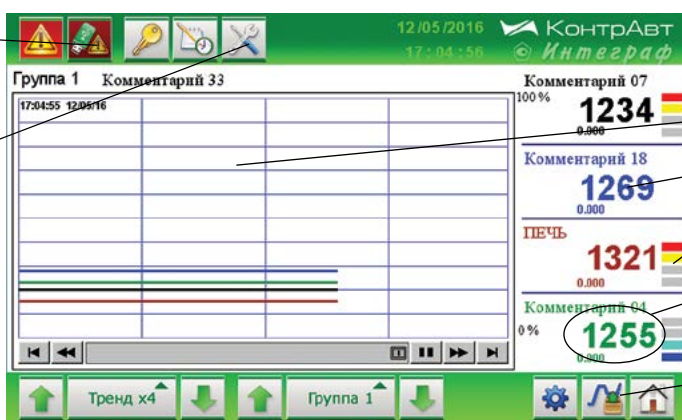 12/05/2016
17:04:56
КонтрАвт
Интеграф
Группа 1 Комментарий 33
17:04:55 12/05/16
Комментарий 07
100%
1234
0.000
Комментарий 18
1269
0.000
ПЕЧЬ
1321
0.000
Комментарий 04
0%
1255
0.000
Тренд x4
Группа 1